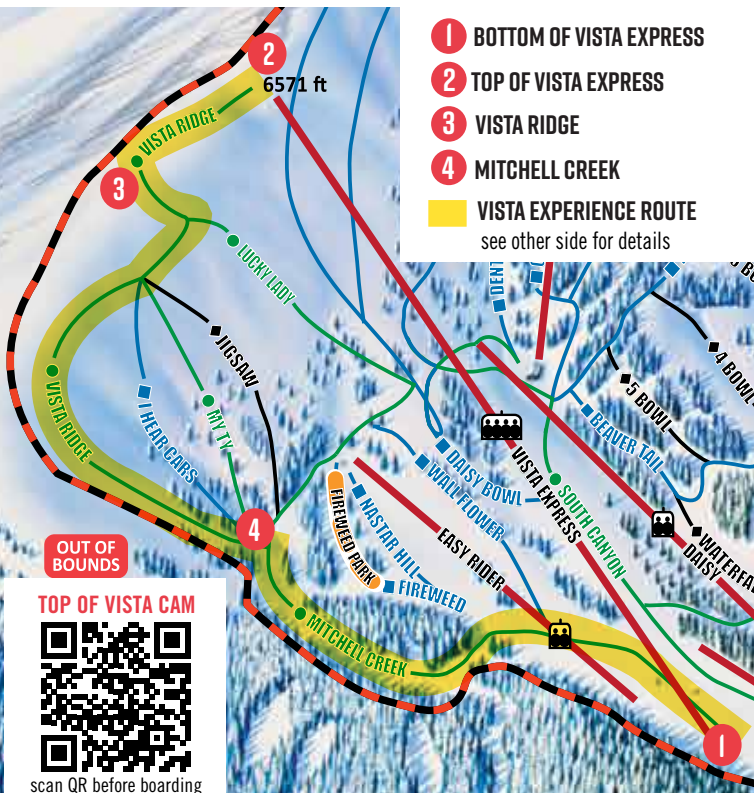 1 BOTTOM OF VISTA EXPRESS
2 TOP OF VISTA EXPRESS
3 VISTA RIDGE
4 MITCHELL CREEK
VISTA EXPERIENCE ROUTE
see other side for details
2
6571 ft
VISTA RIDGE
3
LUCKY LADY
JIGSAW
MY TY
I HEAR CARS
VISTA RIDGE
4
DENT
4 BOWL
5 BOWL
BEAVER TAIL
DAISY BOWL
WALL FLOWER
VISTA EXPRESS
SOUTH CANYON
WATERFA
DAISY
EASY RIDER
NASTAR HILL
FIREWEED PARK
FIREWEED
MITCHELL CREEK
1
OUT OF
BOUNDS
TOP OF VISTA CAM
scan QR before boarding